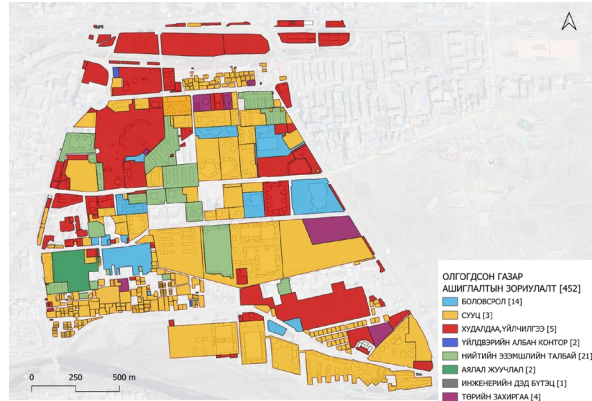 ОЛГОГДСОН ГАЗАР
АШИГЛАЛТЫН ЗОРИУЛАЛТ [452]
БОЛОВСРОЛ [14]
СУУЦ [3]
ХУДАЛДАА,ҮЙЛЧИЛГЭЭ [5]
ҮЙЛДВЭРИЙН АЛБАН КОНТОР [2]
НИЙТИЙН ЭЗЭМШЛИЙН ТАЛБАЙ [21]
АЯЛАЛ ЖУУЧЛАЛ [2]
ИНЖЕНЕРИЙН ДЭД БҮТЭЦ [1]
ТӨРИЙН ЗАХИРГАА [4]
0 250 500 m